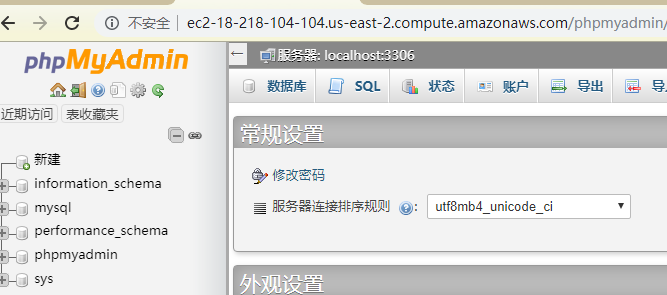 不安全 ec2-18-218-104-104.us-east-2.compute.amazonaws.com/phpmyadmin/
phpMyAdmin
近期访问 表收藏夹
新建
information_schema
mysql
performance_schema
phpmyadmin
sys
服务器: localhost:3306
数据库 SQL 状态 账户 导出 导
常规设置
修改密码
服务器连接排序规则 : utf8mb4_unicode_ci
外观设置